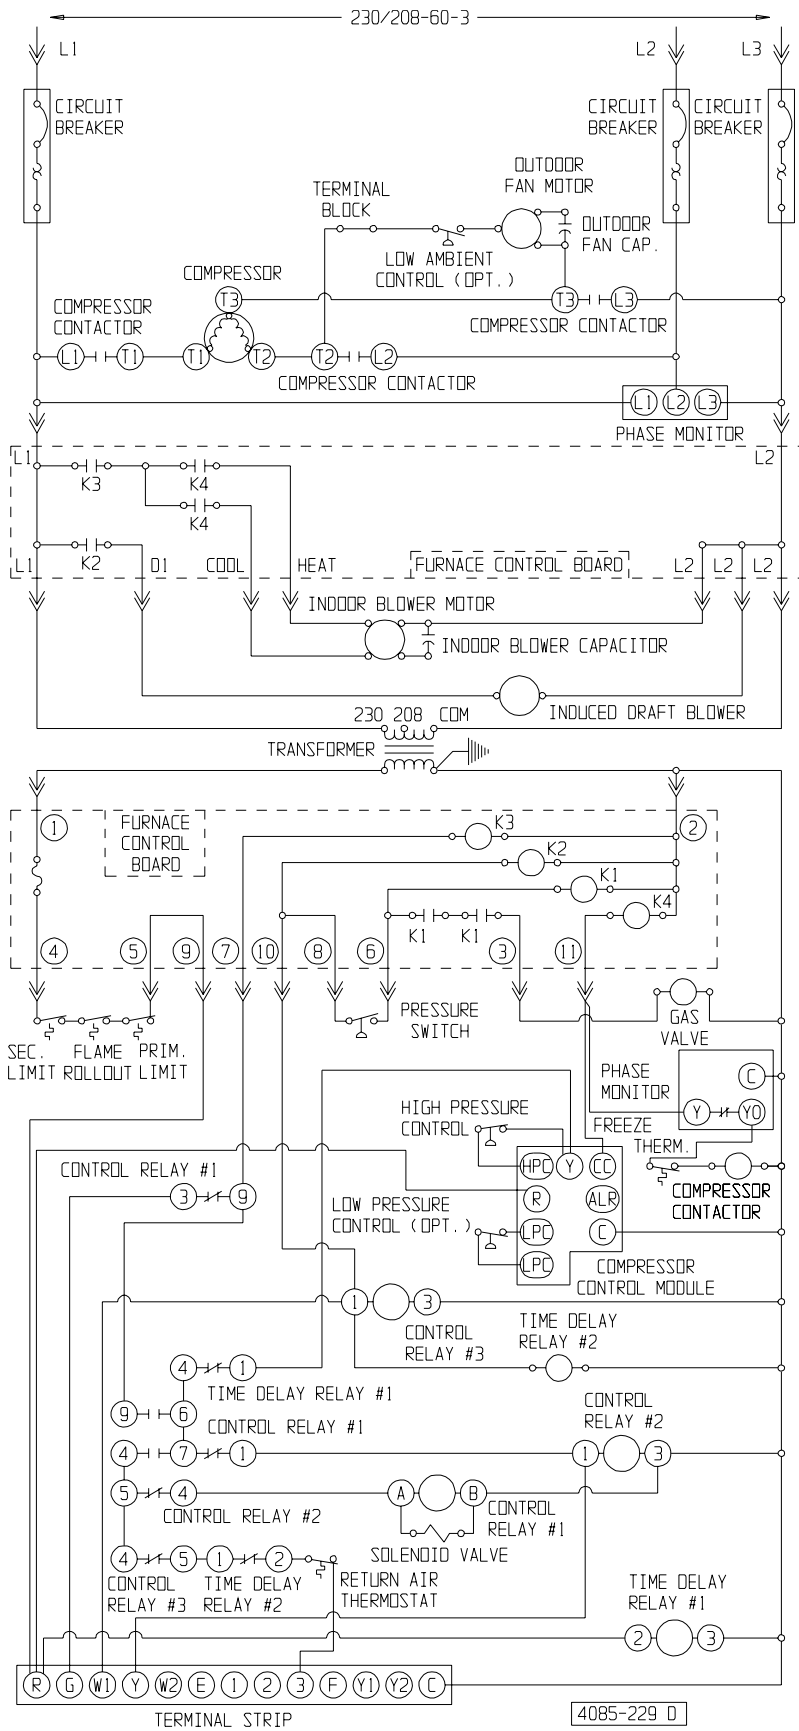 230/208-60-3
L1
L2
L3
CIRCUIT
BREAKER
CIRCUIT
BREAKER
CIRCUIT
BREAKER
OUTDOOR
FAN MOTOR
TERMINAL
BLOCK
OUTDOOR
FAN CAP.
LOW AMBIENT
CONTROL (OPT.)
COMPRESSOR
COMPRESSOR
CONTACTOR
T3
T3
L3
COMPRESSOR CONTACTOR
L1
T1
T1
T2
T2
L2
COMPRESSOR CONTACTOR
L1
L2
L3
PHASE MONITOR
L1
L2
K3
K4
K4
L1
K2
D1
COOL
HEAT
FURNACE CONTROL BOARD
L2
L2
L2
INDOOR BLOWER MOTOR
INDOOR BLOWER CAPACITOR
INDUCED DRAFT BLOWER
230 208 COM
TRANSFORMER
1
FURNACE
CONTROL
BOARD
K3
2
K2
K1
K4
K1
K1
4
5
9
7
10
8
6
3
11
PRESSURE
SWITCH
GAS
VALVE
SEC.
LIMIT
FLAME
ROLLOUT
PRIM.
LIMIT
PHASE
MONITOR
C
Y
YO
HIGH PRESSURE
CONTROL
FREEZE
THERM.
HPC
Y
CC
CONTROL RELAY #1
3
9
LOW PRESSURE
CONTROL (OPT.)
R
ALR
LPC
C
LPC
COMPRESSOR
CONTACTOR
COMPRESSOR
CONTROL MODULE
1
3
CONTROL
RELAY #3
TIME DELAY
RELAY #2
4
1
TIME DELAY RELAY #1
9
6
CONTROL RELAY #1
CONTROL
RELAY #2
4
7
1
1
3
5
4
CONTROL RELAY #2
A
B
CONTROL
RELAY #1
SOLENOID VALVE
4
5
1
2
CONTROL
RELAY #3
TIME DELAY
RELAY #2
RETURN AIR
THERMOSTAT
TIME DELAY
RELAY #1
2
3
R
G
W1
Y
W2
E
1
2
3
F
Y1
Y2
C
TERMINAL STRIP
4085-229 D